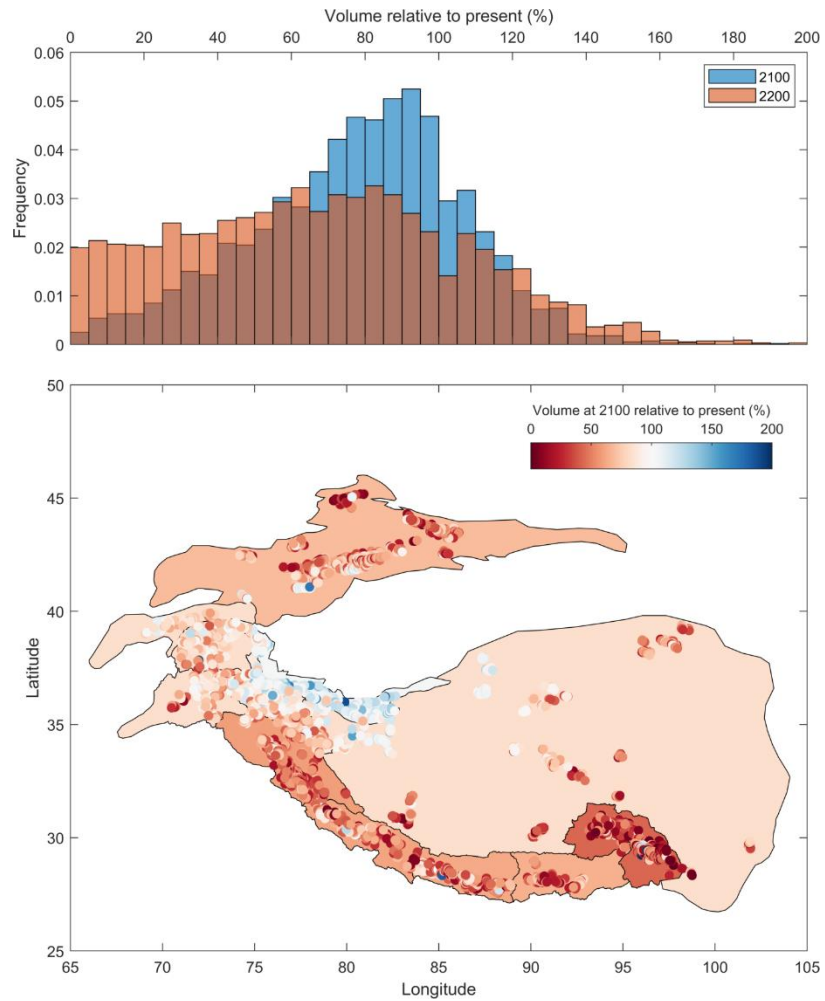 Volume relative to present (%)
0 20 40 60 80 100 120 140 160 180 200
0.06
0.05
0.04
0.03
0.02
0.01
0
Frequency
2100
2200
50
45
40
35
30
25
Latitude
Volume at 2100 relative to present (%)
0 50 100 150 200
65 70 75 80 85 90 95 100 105
Longitude